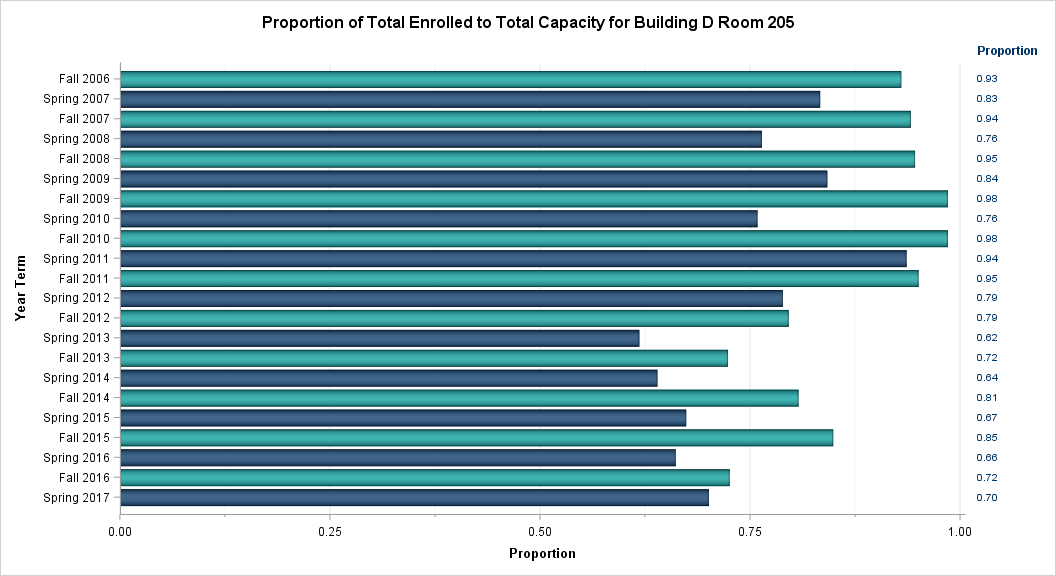 Proportion of Total Enrolled to Total Capacity for Building D Room 205
Proportion
Fall 2006 0.93
Spring 2007 0.83
Fall 2007 0.94
Spring 2008 0.76
Fall 2008 0.95
Spring 2009 0.84
Fall 2009 0.98
Spring 2010 0.76
Fall 2010 0.98
Spring 2011 0.94
Fall 2011 0.95
Spring 2012 0.79
Fall 2012 0.79
Spring 2013 0.62
Fall 2013 0.72
Spring 2014 0.64
Fall 2014 0.81
Spring 2015 0.67
Fall 2015 0.85
Spring 2016 0.66
Fall 2016 0.72
Spring 2017 0.70
Year Term
0.00 0.25 0.50 0.75 1.00
Proportion